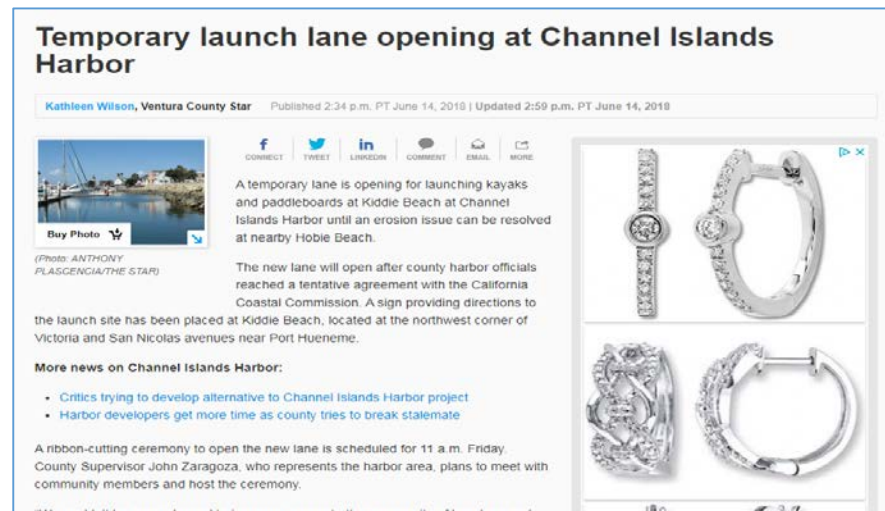 Temporary launch lane opening at Channel Islands
Harbor
Kathleen Wilson, Ventura County Star Published 2:34 p.m. PT June 14, 2018 | Updated 2:59 p.m. PT June 14, 2018
Buy Photo
(Photo: ANTHONY
PLASCENCIA/THE STAR)
f
CONNECT
TWEET
in
LINKEDIN
COMMENT
EMAIL
MORE
A temporary lane is opening for launching kayaks
and paddleboards at Kiddie Beach at Channel
Islands Harbor until an erosion issue can be resolved
at nearby Hobie Beach.
The new lane will open after county harbor officials
reached a tentative agreement with the California
Coastal Commission. A sign providing directions to
the launch site has been placed at Kiddie Beach, located at the northwest corner of
Victoria and San Nicolas avenues near Port Hueneme.
More news on Channel Islands Harbor:
• Critics trying to develop alternative to Channel Islands Harbor project
• Harbor developers get more time as county tries to break stalemate
A ribbon-cutting ceremony to open the new lane is scheduled for 11 a.m. Friday.
County Supervisor John Zaragoza, who represents the harbor area, plans to meet with
community members and host the ceremony.